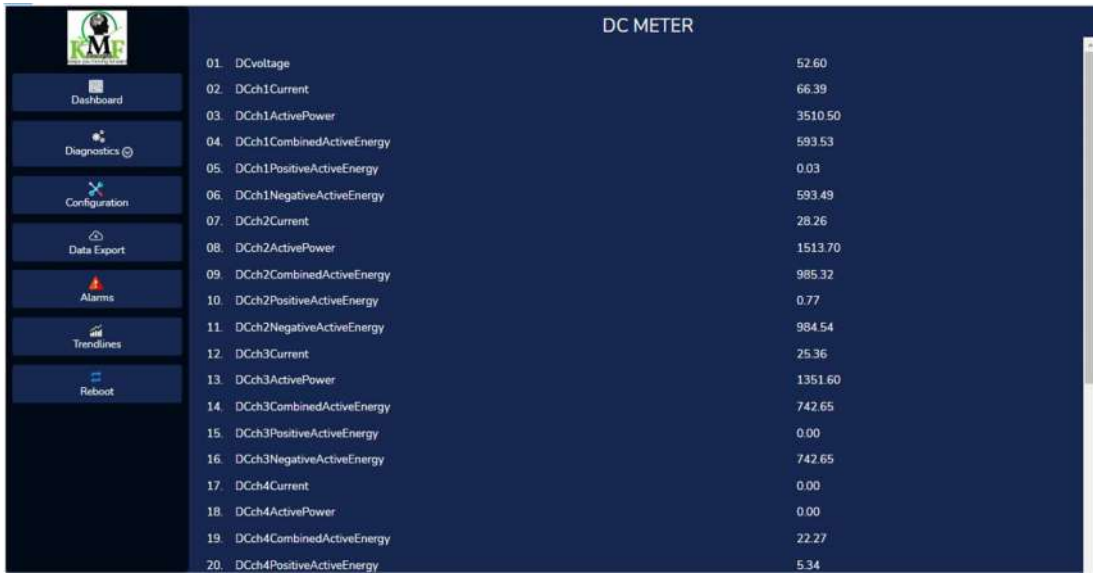 DC METER
KMF
Dashboard
Diagnostics
Configuration
Data Export
Alarms
Trendlines
Reboot
01. DCvoltage 52.60
02. DCch1Current 66.39
03. DCch1ActivePower 3510.50
04. DCch1CombinedActiveEnergy 593.53
05. DCch1PositiveActiveEnergy 0.03
06. DCch1NegativeActiveEnergy 593.49
07. DCch2Current 28.26
08. DCch2ActivePower 1513.70
09. DCch2CombinedActiveEnergy 985.32
10. DCch2PositiveActiveEnergy 0.77
11. DCch2NegativeActiveEnergy 984.54
12. DCch3Current 25.36
13. DCch3ActivePower 1351.60
14. DCch3CombinedActiveEnergy 742.65
15. DCch3PositiveActiveEnergy 0.00
16. DCch3NegativeActiveEnergy 742.65
17. DCch4Current 0.00
18. DCch4ActivePower 0.00
19. DCch4CombinedActiveEnergy 22.27
20. DCch4PositiveActiveEnergy 5.34